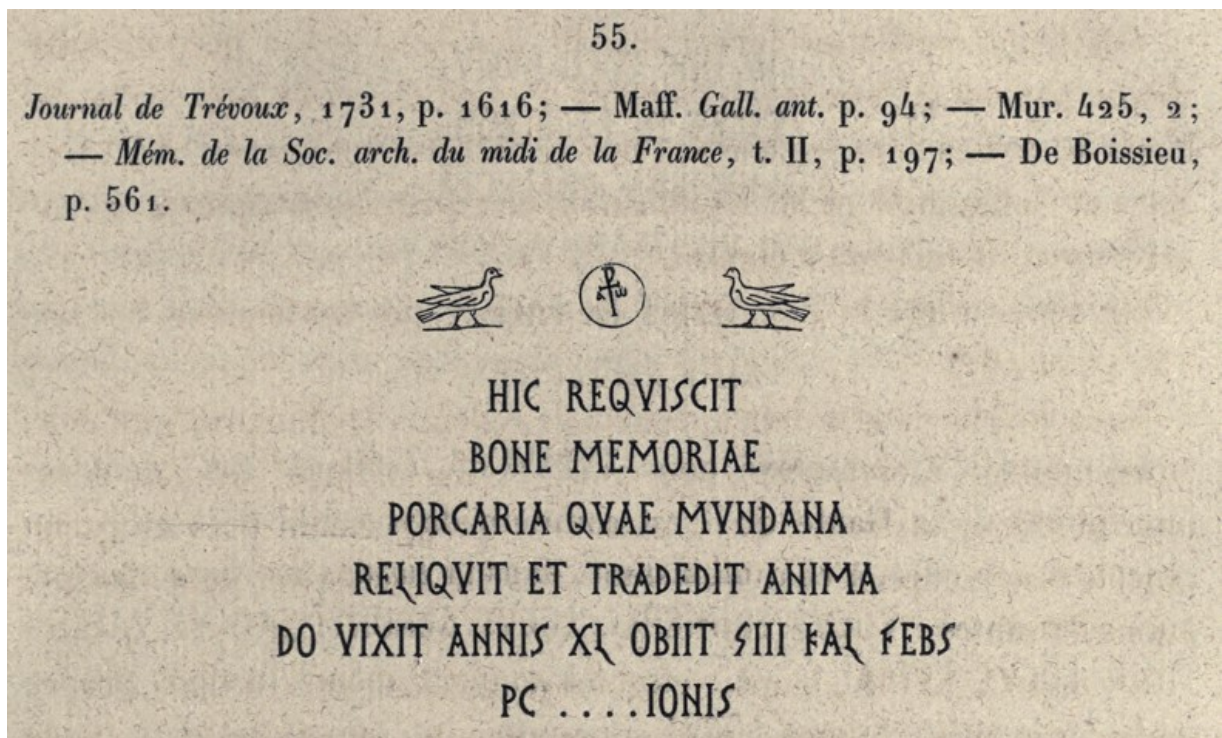 55.
Journal de Trévoux, 1731, p. 1616; — Maff. Gall. ant. p. 94; — Mur. 425, 2;
— Mém. de la Soc. arch. du midi de la France, t. II, p. 197; — De Boissieu,
p. 561.
HIC REQVISCIT
BONE MEMORIAE
PORCARIA QVAE MVNDANA
RELIQVIT ET TRADEDIT ANIMA
DO VIXIT ANNIS XL OBIIT SIII KAL FEBS
PC ....IONIS